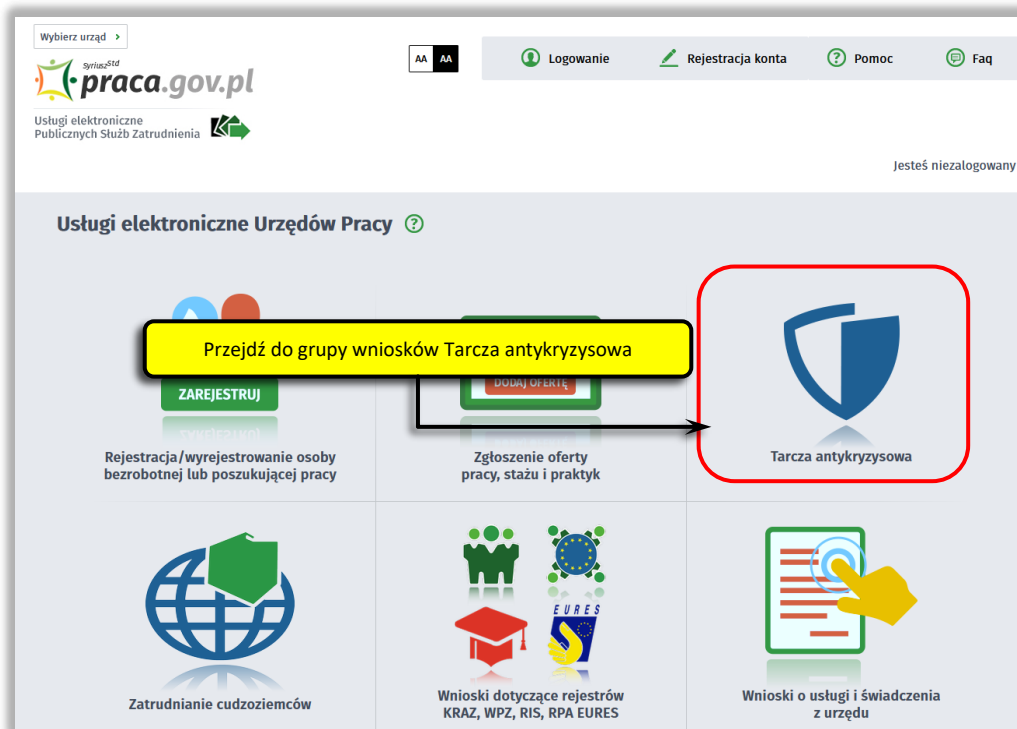 Wybierz urząd >
AA AA
Logowanie
Rejestracja konta
? Pomoc
Faq
SyriuszStd
praca.gov.pl
Usługi elektroniczne
Publicznych Służb Zatrudnienia
Jesteś niezalogowany
Usługi elektroniczne Urzędów Pracy ?
Przejdź do grupy wniosków Tarcza antykryzysowa
ZAREJESTRUJ
DODAJ OFERTĘ
Rejestracja/wyrejestrowanie osoby
bezrobotnej lub poszukującej pracy
Zgłoszenie oferty
pracy, stażu i praktyk
Tarcza antykryzysowa
EURES
Zatrudnianie cudzoziemców
Wnioski dotyczące rejestrów
KRAZ, WPZ, RIS, RPA EURES
Wnioski o usługi i świadczenia
z urzędu